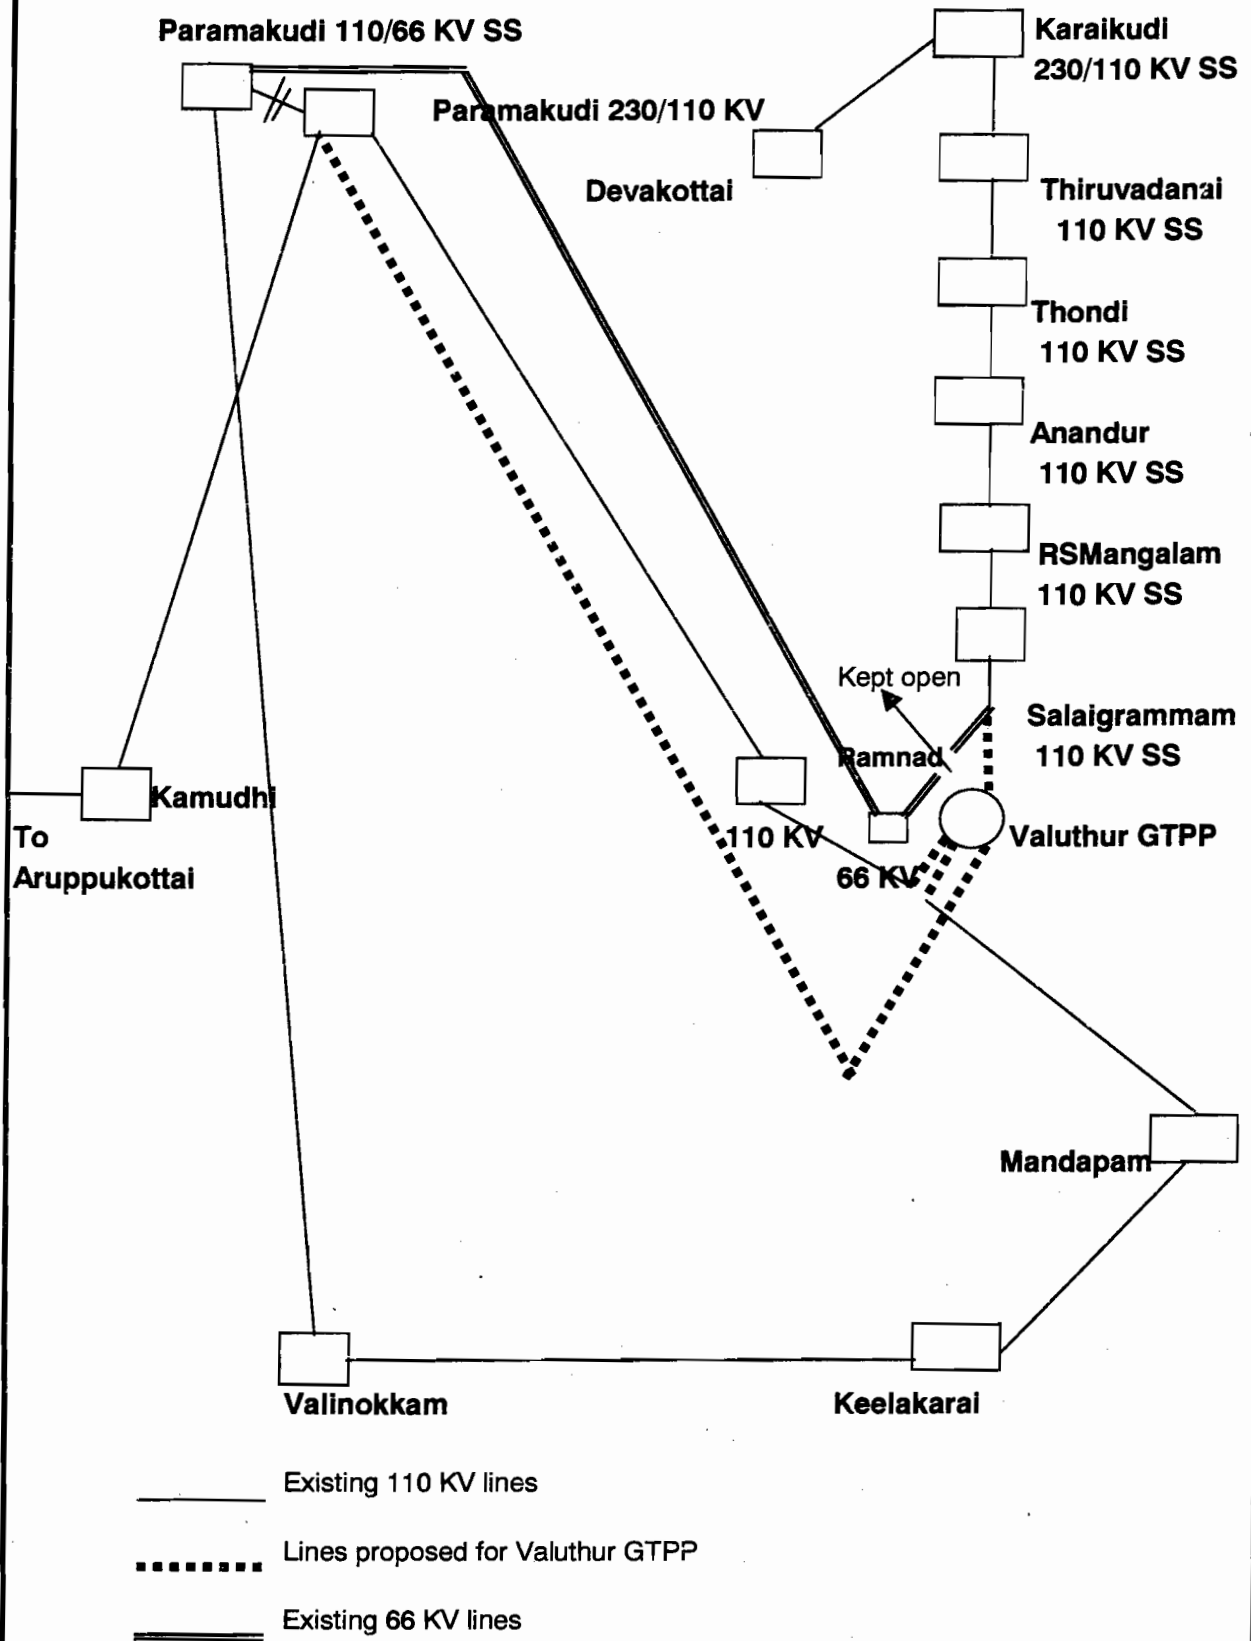 Paramakudi 110/66 KV SS
Karaikudi
230/110 KV SS
Paramakudi 230/110 KV
Devakottai
Thiruvadanai
110 KV SS
Thondi
110 KV SS
Anandur
110 KV SS
RSMangalam
110 KV SS
Kept open
Salaigrammam
110 KV SS
Ramnad
Kamudhi
To
Aruppukottai
110 KV
66 KV
Valuthur GTPP
Mandapam
Valinokkam
Keelakarai
Existing 110 KV lines
Lines proposed for Valuthur GTPP
Existing 66 KV lines